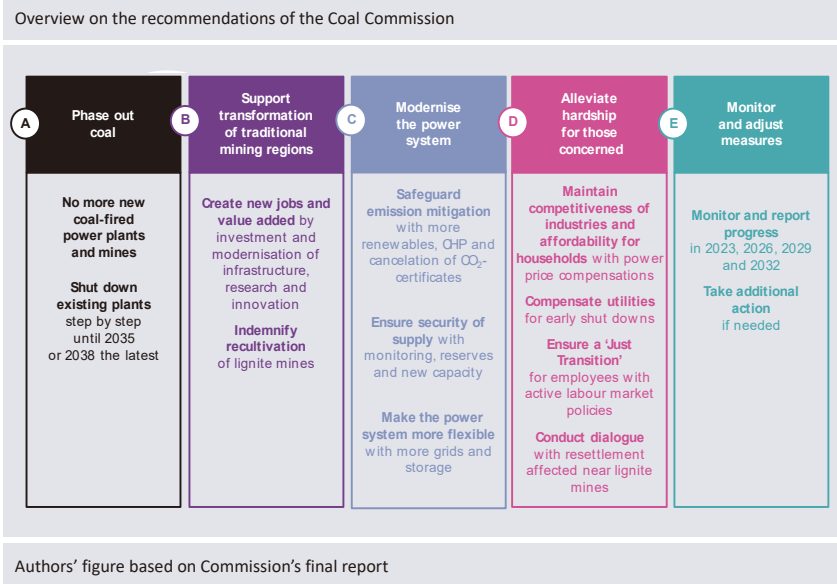 Overview on the recommendations of the Coal Commission
A
Phase out
coal
No more new
coal-fired
power plants
and mines
Shut down
existing plants
step by step
until 2035
or 2038 the latest
B
Support
transformation
of traditional
mining regions
Create new jobs and
value added by
investment and
modernisation of
infrastructure,
research and
innovation
Indemnify
recultivation
of lignite mines
C
Modernise
the power
system
Safeguard
emission mitigation
with more
renewables, CHP and
cancelation of CO₂-
certificates
Ensure security of
supply with
monitoring, reserves
and new capacity
Make the power
system more flexible
with more grids and
storage
D
Alleviate
hardship
for those
concerned
Maintain
competitiveness of
industries and
affordability for
households with power
price compensations
Compensate utilities
for early shut downs
Ensure a ‘Just
Transition’
for employees with
active labour market
policies
Conduct dialogue
with resettlement
affected near lignite
mines
E
Monitor
and adjust
measures
Monitor and report
progress
in 2023, 2026, 2029
and 2032
Take additional
action
if needed
Authors’ figure based on Commission’s final report